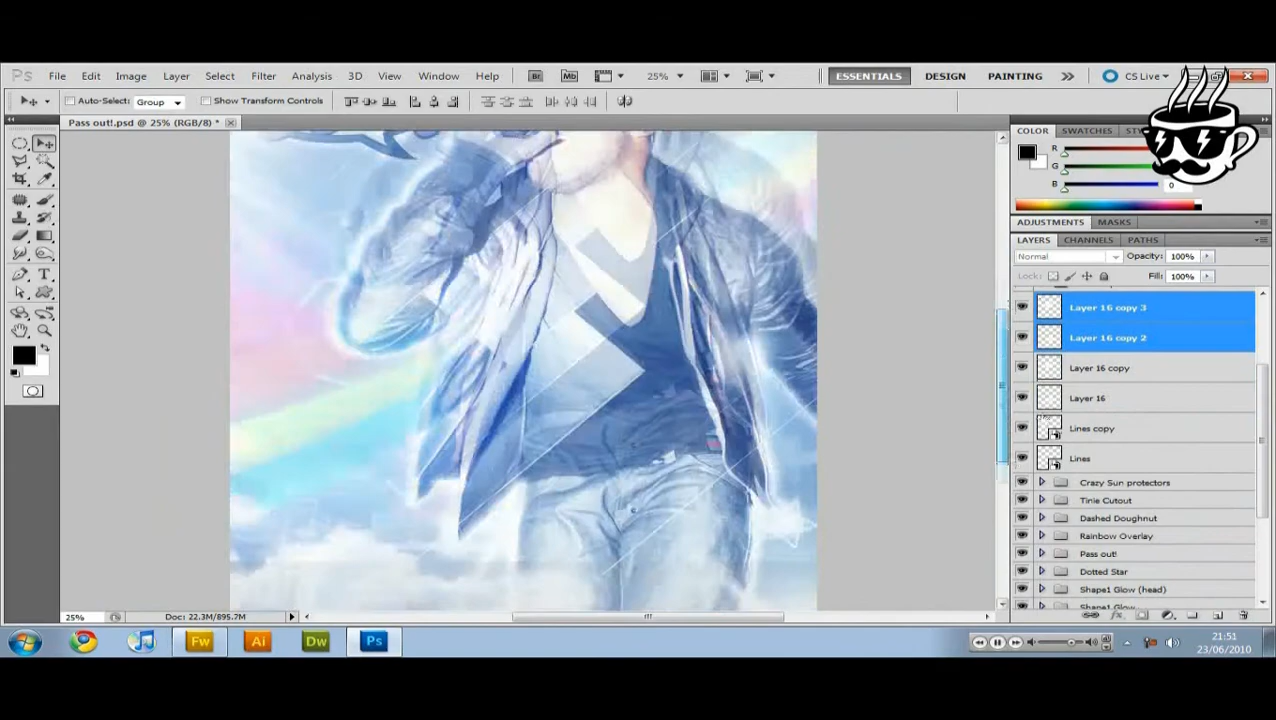 Ps File Edit Image Layer Select Filter Analysis 3D View Window Help Br Mb 25% ESSENTIALS DESIGN PAINTING CS Live
Auto-Select: Group Show Transform Controls
Pass out!.psd @ 25% (RGB/8) *
COLOR SWATCHES
R
G
B 0
ADJUSTMENTS MASKS
LAYERS CHANNELS PATHS
Normal Opacity: 100%
Lock: Fill: 100%
Layer 16 copy 3
Layer 16 copy 2
Layer 16 copy
Layer 16
Lines copy
Lines
Crazy Sun protectors
Tinie Cutout
Dashed Doughnut
Rainbow Overlay
Pass out!
Dotted Star
Shape1 Glow (head)
Shape1 Glow
25% Doc: 22.3M/895.7M
Fw Ai Dw Ps
21:51
23/06/2010